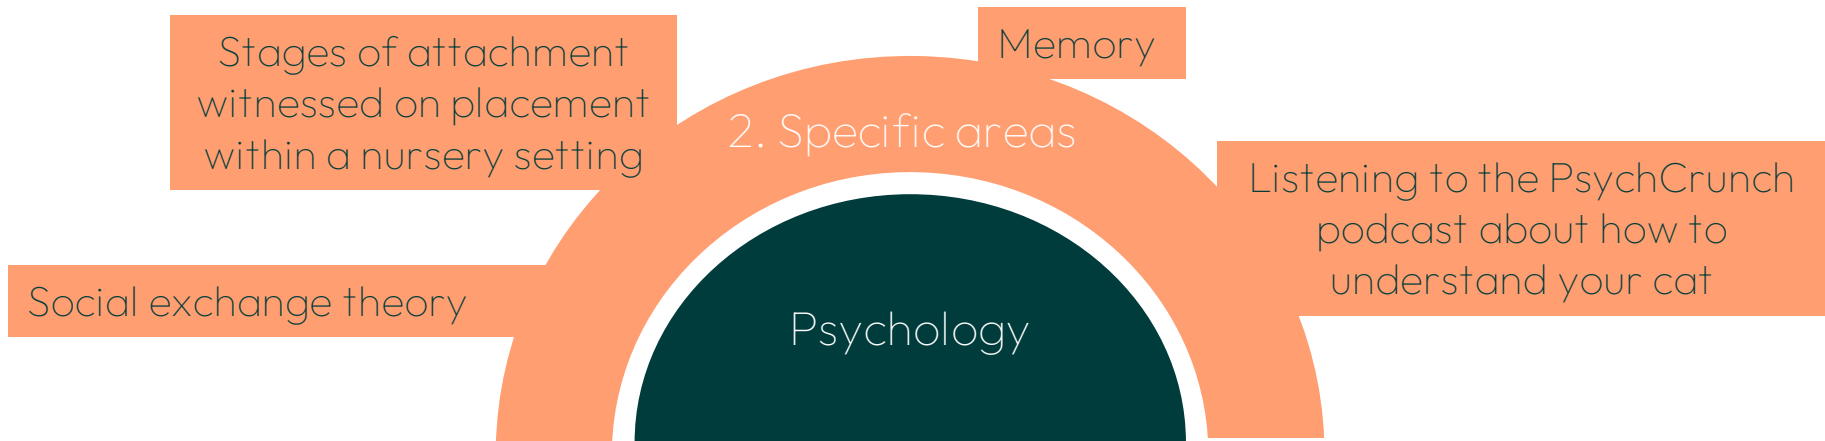 Stages of attachment
witnessed on placement
within a nursery setting
Memory
2. Specific areas
Listening to the PsychCrunch
podcast about how to
understand your cat
Social exchange theory
Psychology